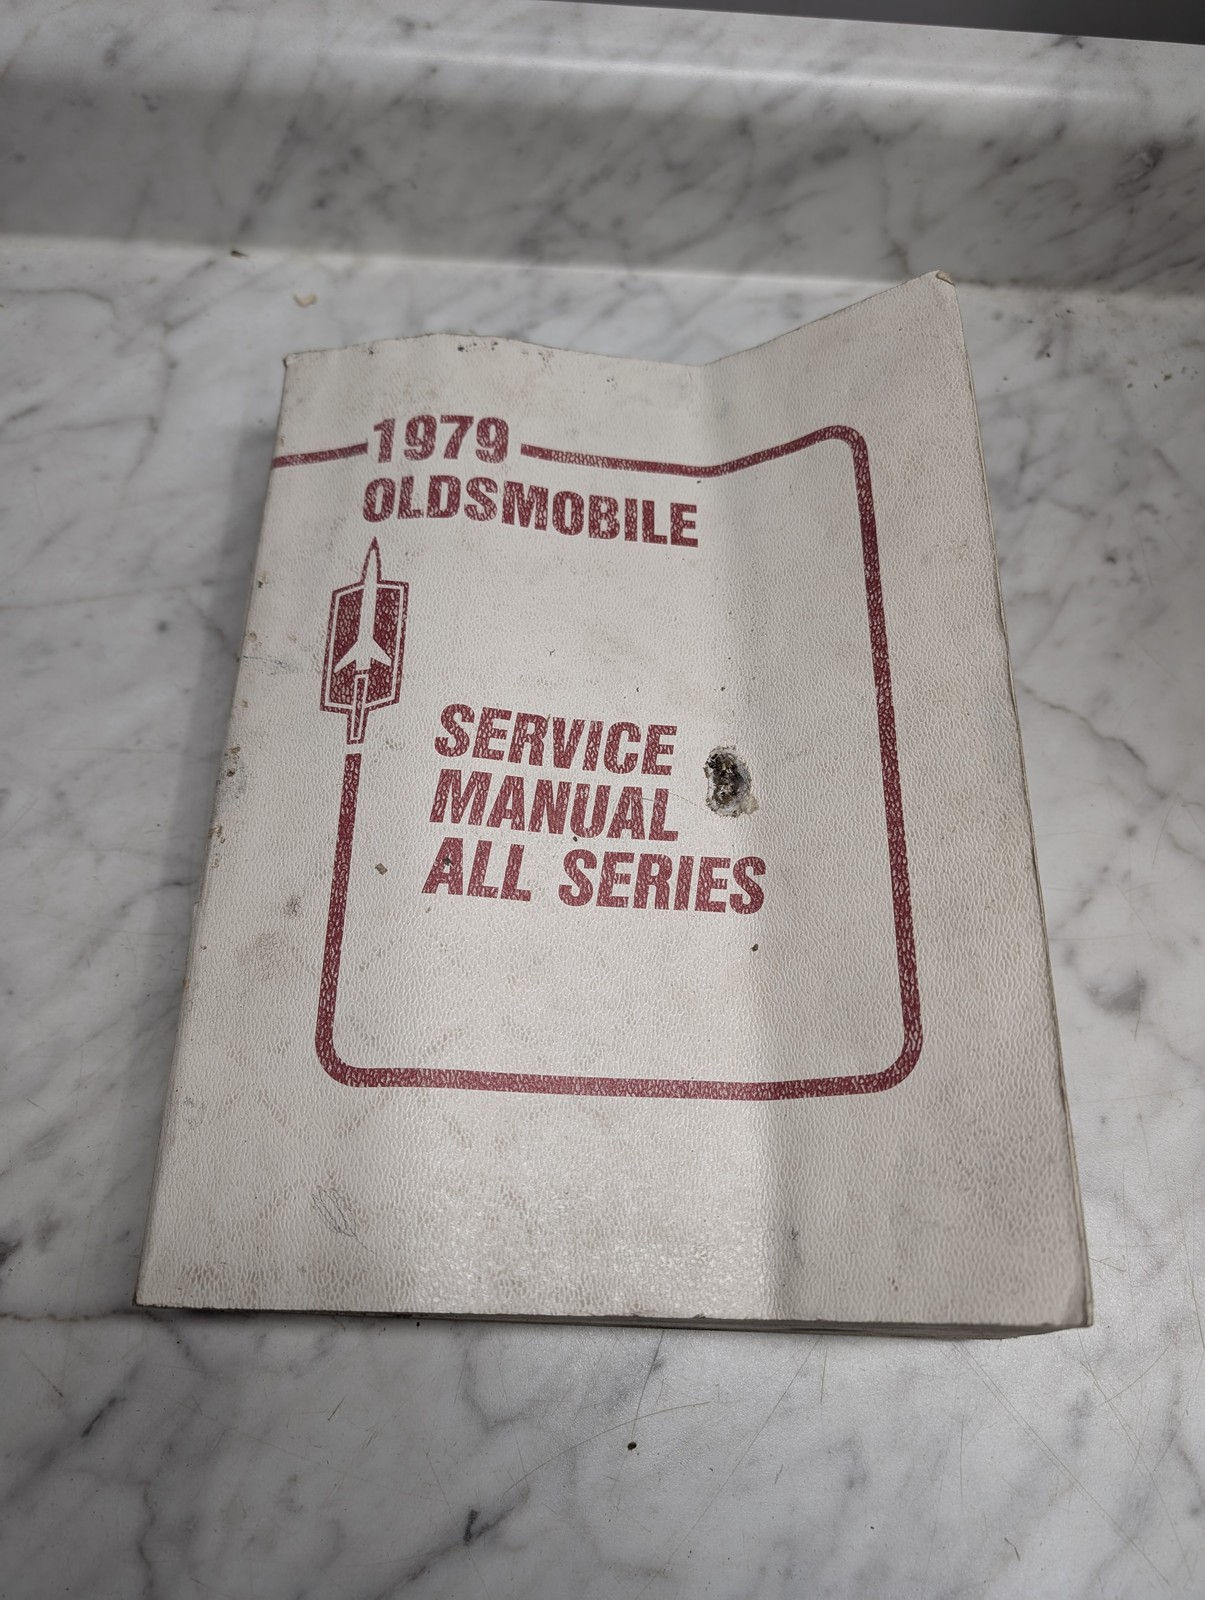 1979
OLDSMOBILE
SERVICE
MANUAL
ALL SERIES